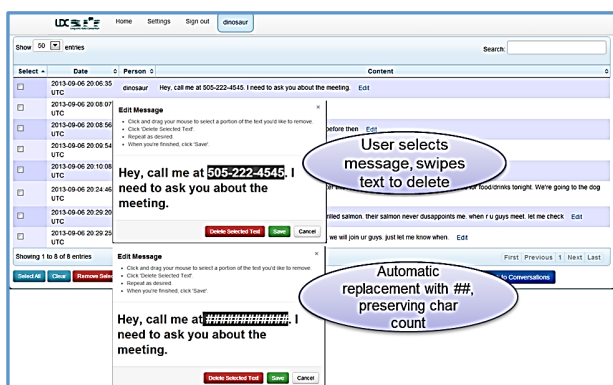 LDC
Home Settings Sign out dinosaur
Show 50 entries
Search:
Select Date Person Content
2013-09-06 20:06:35 UTC dinosaur Hey, call me at 505-222-4545. I need to ask you about the meeting. Edit
2013-09-06 20:08:07 UTC
2013-09-06 20:08:56 UTC before then Edit
2013-09-06 20:09:54 UTC
2013-09-06 20:10:08 UTC
2013-09-06 20:24:46 UTC for food/drinks tonight. We're going to the dog
2013-09-06 20:29:20 UTC rilled salmon. their salmon never dusappoints me. when r u guys meet. let me check Edit
2013-09-06 20:29:25 UTC we will join ur guys. just let me know when. Edit
Edit Message ×
• Click and drag your mouse to select a portion of the text you'd like to remove.
• Click 'Delete Selected Text'.
• Repeat as desired.
• When you're finished, click 'Save'.
Hey, call me at 505-222-4545. I
need to ask you about the
meeting.
Delete Selected Text Save Cancel
User selects
message, swipes
text to delete
Showing 1 to 8 of 8 entries
First Previous 1 Next Last
Select All Clear Remove Selec
to Conversations
Edit Message ×
• Click and drag your mouse to select a portion of the text you'd like to remove.
• Click 'Delete Selected Text'.
• Repeat as desired.
• When you're finished, click 'Save'.
Hey, call me at ############. I
need to ask you about the
meeting.
Delete Selected Text Save Cancel
Automatic
replacement with ##,
preserving char
count